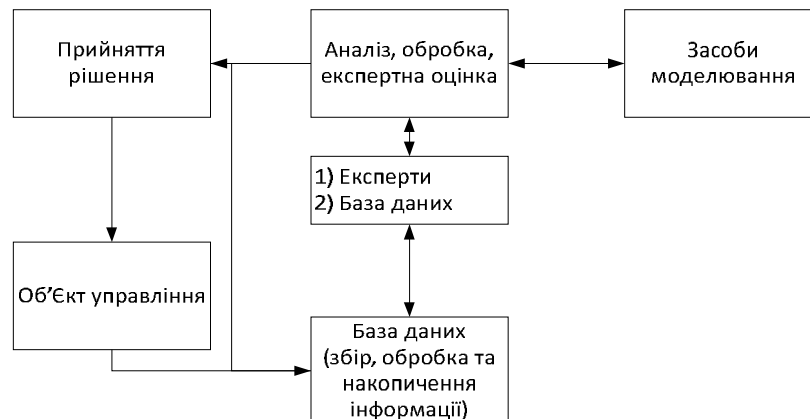 Прийняття
рішення
Аналіз, обробка,
експертна оцінка
Засоби
моделювання
1) Експерти
2) База даних
Об’Єкт управління
База даних
(збір, обробка та
накопичення
інформації)